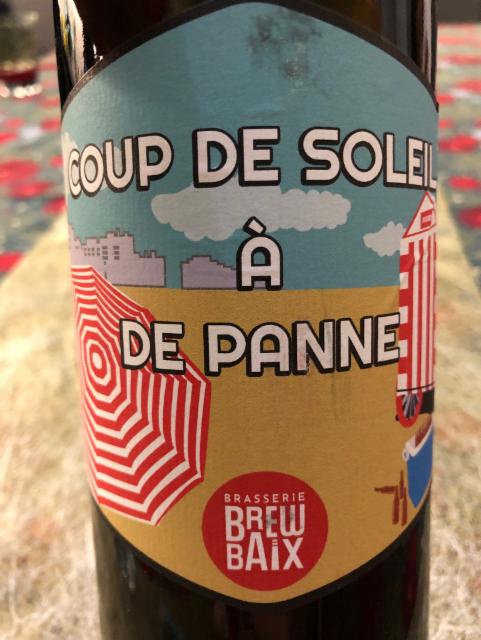 COUP DE SOLEIL
À
DE PANNE
BRASSERIE
BREW
BAIX